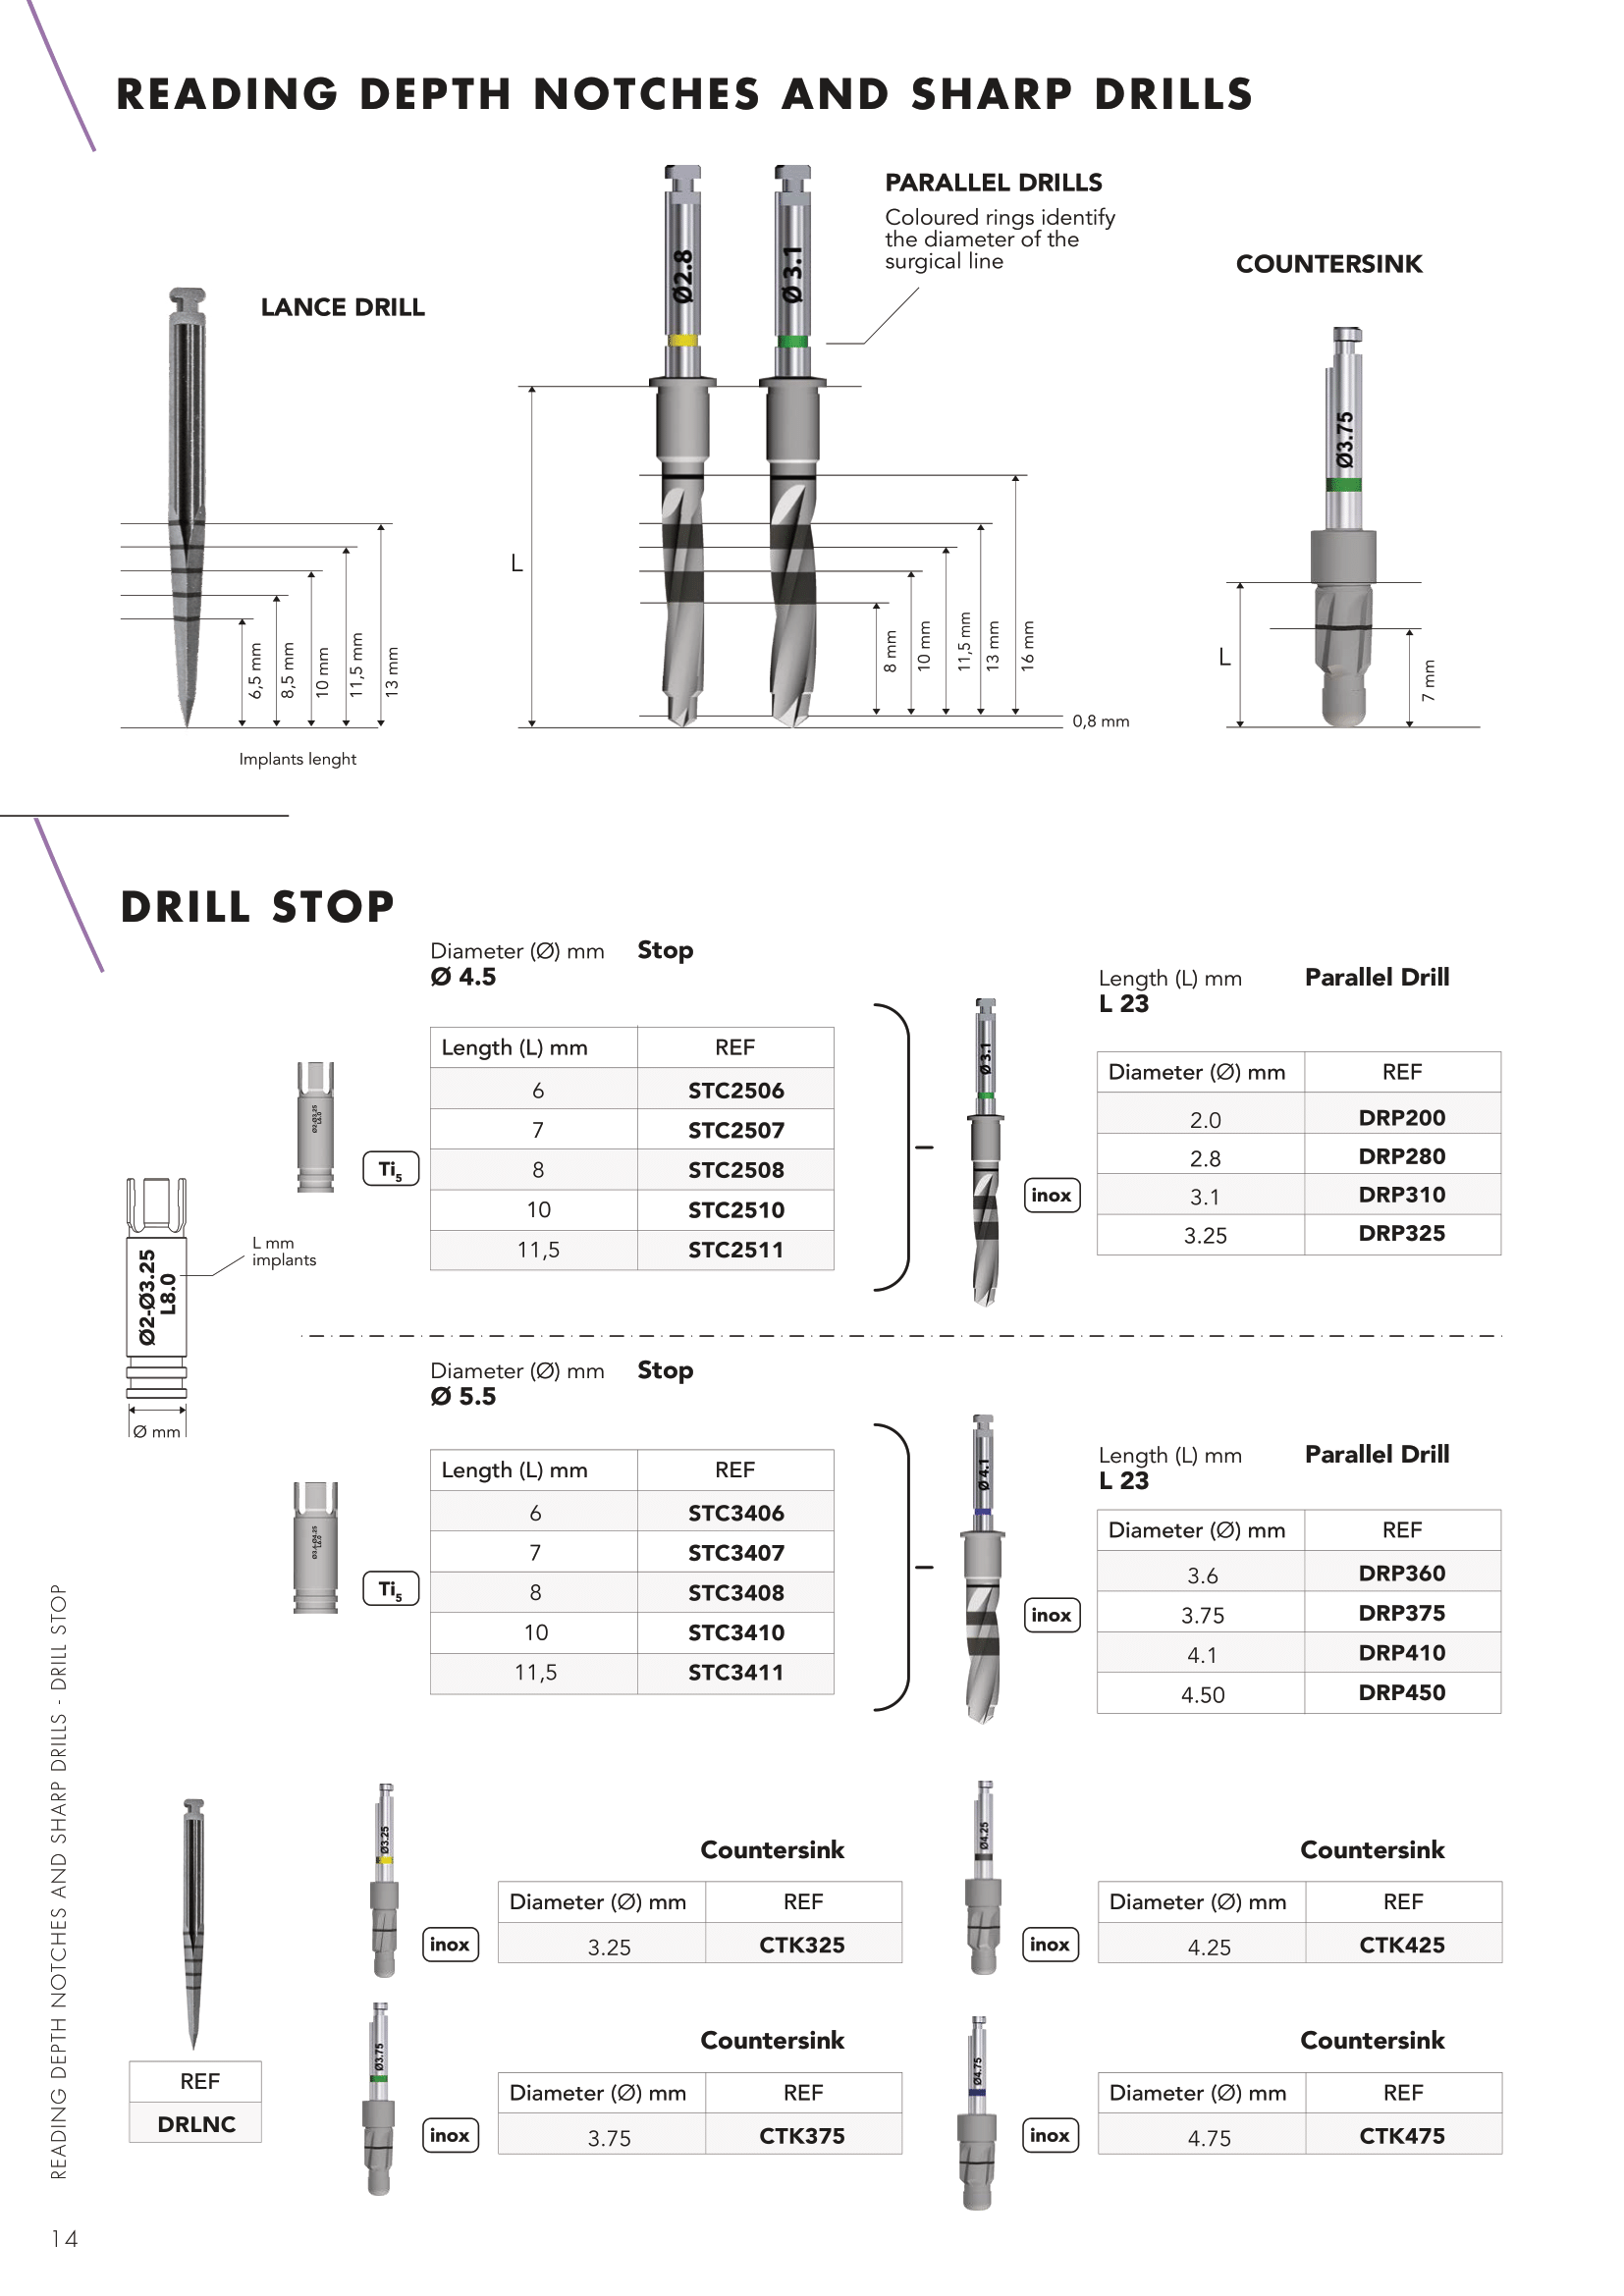 READING DEPTH NOTCHES AND SHARP DRILLS
LANCE DRILL
6,5 mm
8,5 mm
10 mm
11,5 mm
13 mm
Implants lenght
Ø2.8
Ø 3.1
PARALLEL DRILLS
Coloured rings identify
the diameter of the
surgical line
L
8 mm
10 mm
11,5 mm
13 mm
16 mm
0,8 mm
COUNTERSINK
Ø3.75
L
7 mm
DRILL STOP
Ø2-Ø3.25
L8.0
L mm
implants
Ø mm
Diameter (Ø) mm Stop
Ø 4.5
Ø2-Ø3.25
L8.0
Ti5
Length (L) mm REF
6 STC2506
7 STC2507
8 STC2508
10 STC2510
11,5 STC2511
Ø 3.1
inox
Length (L) mm Parallel Drill
L 23
Diameter (Ø) mm REF
2.0 DRP200
2.8 DRP280
3.1 DRP310
3.25 DRP325
Diameter (Ø) mm Stop
Ø 5.5
Ti5
Length (L) mm REF
6 STC3406
7 STC3407
8 STC3408
10 STC3410
11,5 STC3411
Ø 4.1
inox
Length (L) mm Parallel Drill
L 23
Diameter (Ø) mm REF
3.6 DRP360
3.75 DRP375
4.1 DRP410
4.50 DRP450
REF
DRLNC
Ø3.25
inox
Countersink
Diameter (Ø) mm REF
3.25 CTK325
Ø4.25
inox
Countersink
Diameter (Ø) mm REF
4.25 CTK425
Ø3.75
inox
Countersink
Diameter (Ø) mm REF
3.75 CTK375
Ø4.75
inox
Countersink
Diameter (Ø) mm REF
4.75 CTK475
READING DEPTH NOTCHES AND SHARP DRILLS - DRILL STOP
14